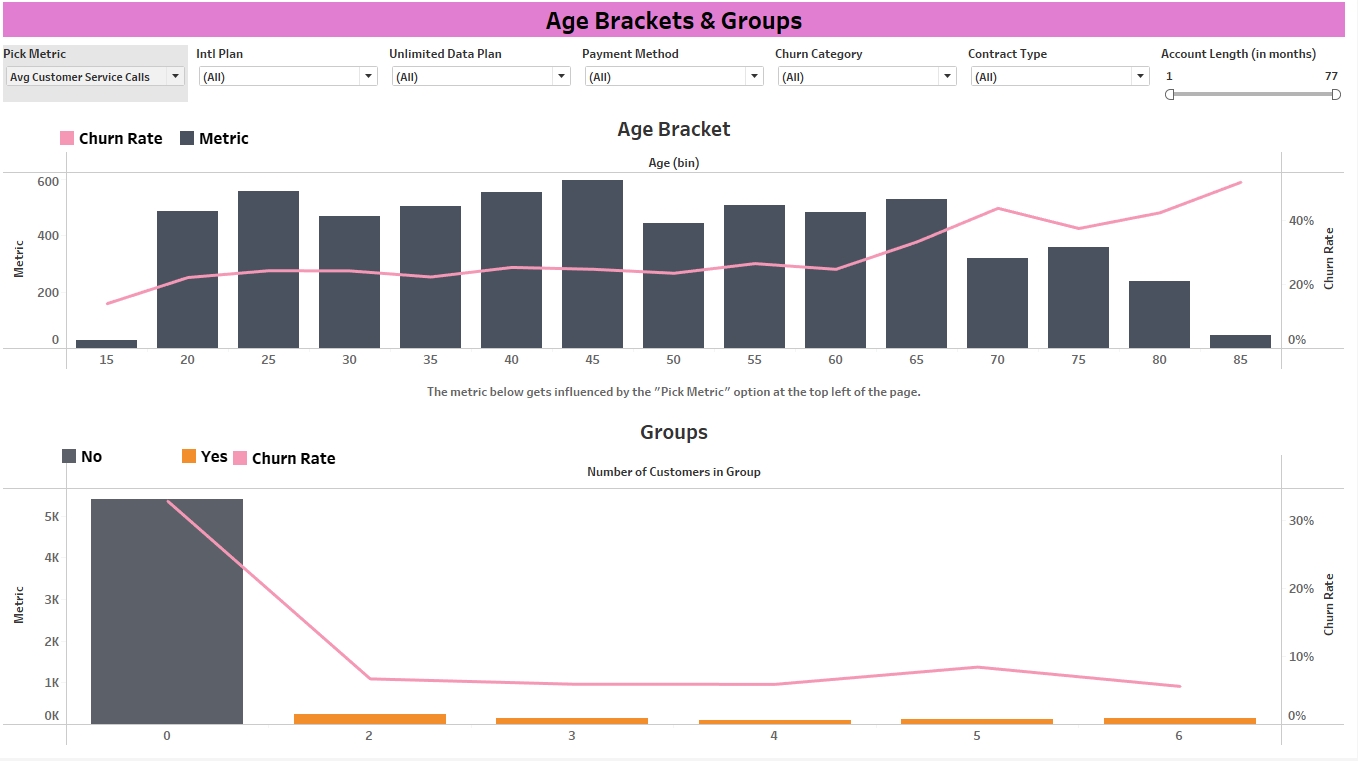 Age Brackets & Groups
Pick Metric Intl Plan Unlimited Data Plan Payment Method Churn Category Contract Type Account Length (in months)
Avg Customer Service Calls (All) (All) (All) (All) (All) 1 77
Churn Rate Metric
Age Bracket
Age (bin)
Metric
600
400
200
0
40%
20%
0%
Churn Rate
15 20 25 30 35 40 45 50 55 60 65 70 75 80 85
The metric below gets influenced by the "Pick Metric" option at the top left of the page.
Groups
No Yes Churn Rate
Number of Customers in Group
Metric
5K
4K
3K
2K
1K
0K
30%
20%
10%
0%
Churn Rate
0 2 3 4 5 6